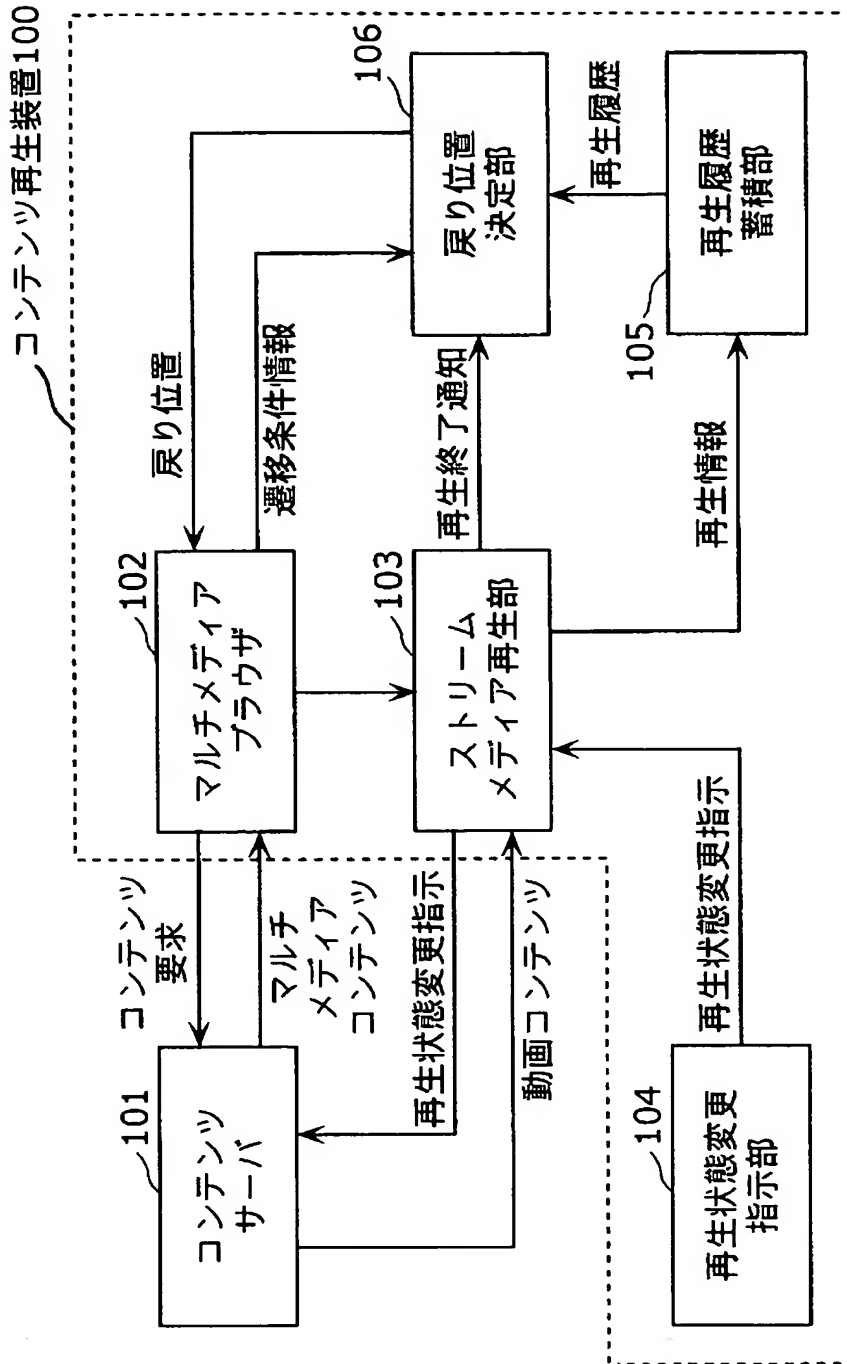 コンテンツ再生装置100
101
コンテンツ
サーバ
コンテンツ
要求
マルチ
メディア
コンテンツ
102
マルチメディア
ブラウザ
戻り位置
遷移条件情報
106
戻り位置
決定部
再生状態変更指示
動画コンテンツ
103
ストリーム
メディア再生部
再生終了通知
再生履歴
104
再生状態変更
指示部
再生状態変更指示
再生情報
105
再生履歴
蓄積部